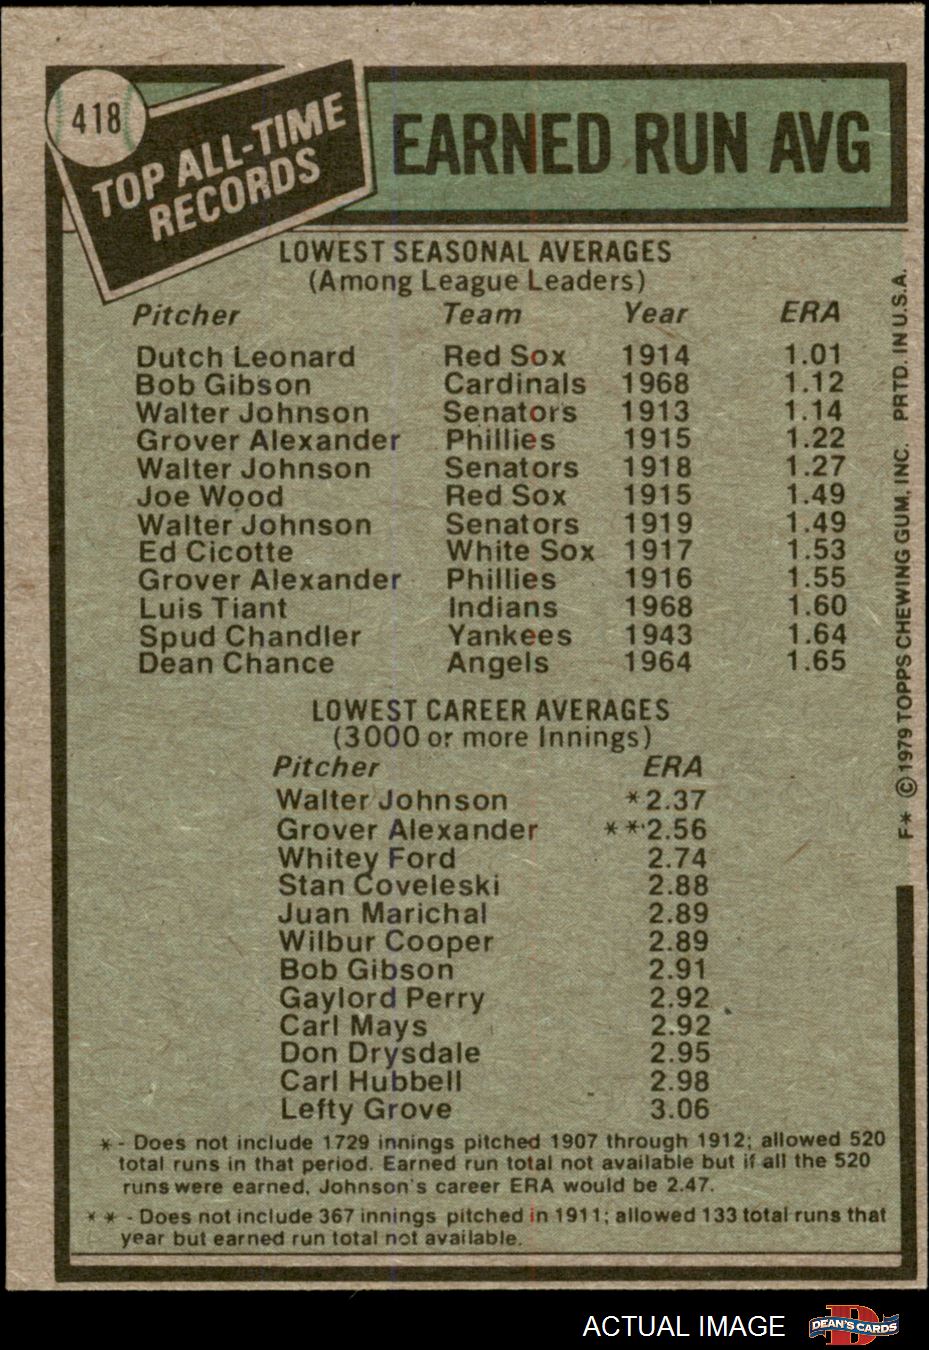 418
TOP ALL-TIME
RECORDS
EARNED RUN AVG
LOWEST SEASONAL AVERAGES
(Among League Leaders)
Pitcher Team Year ERA
Dutch Leonard Red Sox 1914 1.01
Bob Gibson Cardinals 1968 1.12
Walter Johnson Senators 1913 1.14
Grover Alexander Phillies 1915 1.22
Walter Johnson Senators 1918 1.27
Joe Wood Red Sox 1915 1.49
Walter Johnson Senators 1919 1.49
Ed Cicotte White Sox 1917 1.53
Grover Alexander Phillies 1916 1.55
Luis Tiant Indians 1968 1.60
Spud Chandler Yankees 1943 1.64
Dean Chance Angels 1964 1.65
LOWEST CAREER AVERAGES
(3000 or more Innings)
Pitcher ERA
Walter Johnson *2.37
Grover Alexander **2.56
Whitey Ford 2.74
Stan Coveleski 2.88
Juan Marichal 2.89
Wilbur Cooper 2.89
Bob Gibson 2.91
Gaylord Perry 2.92
Carl Mays 2.92
Don Drysdale 2.95
Carl Hubbell 2.98
Lefty Grove 3.06
* - Does not include 1729 innings pitched 1907 through 1912; allowed 520
total runs in that period. Earned run total not available but if all the 520
runs were earned, Johnson's career ERA would be 2.47.
* * - Does not include 367 innings pitched in 1911; allowed 133 total runs that
year but earned run total not available.
F* © 1979 TOPPS CHEWING GUM, INC. PRTD. IN U.S.A.
ACTUAL IMAGE
DEAN'S CARDS